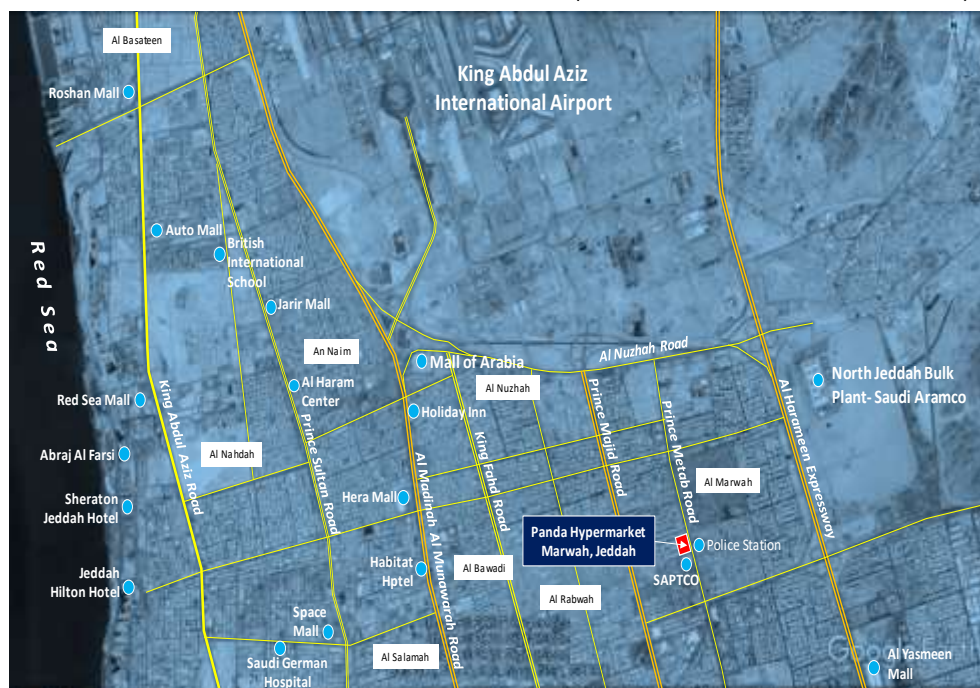 Al Basateen
Roshan Mall
King Abdul Aziz
International Airport
Auto Mall
British
International
School
Red Sea
Jarir Mall
An Naim
Mall of Arabia
Al Nuzhah Road
Al Nuzhah
Al Haram
Center
North Jeddah Bulk
Plant- Saudi Aramco
Red Sea Mall
King Abdul Aziz Road
Holiday Inn
Prince Sultan Road
Prince Majid Road
Prince Metab Road
Al Harameen Expressway
Abraj Al Farsi
Al Nahdah
King Fahd Road
Al Madinah Al Munawarah Road
Al Marwah
Hera Mall
Sheraton
Jeddah Hotel
Panda Hypermarket
Marwah, Jeddah
Police Station
SAPTCO
Habitat
Hptel
Al Bawadi
Jeddah
Hilton Hotel
Al Rabwah
Space
Mall
Al Salamah
Saudi German
Hospital
Al Yasmeen
Mall